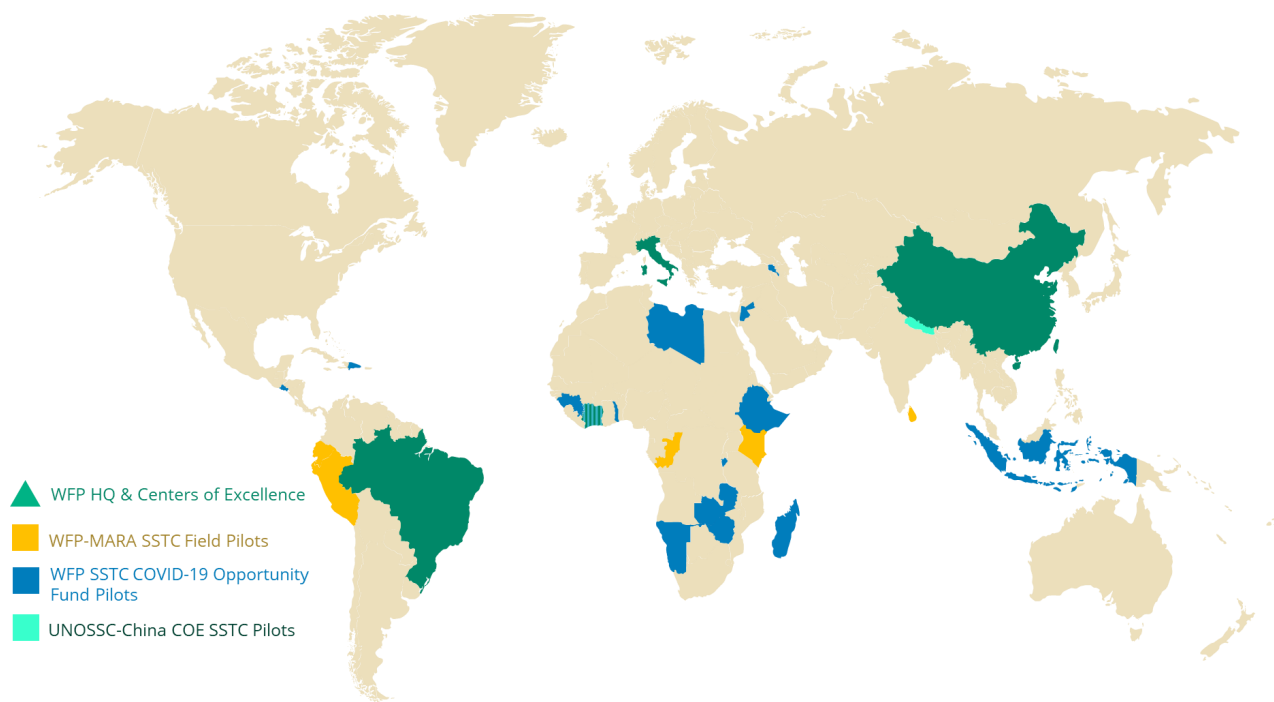 WFP HQ & Centers of Excellence
WFP-MARA SSTC Field Pilots
WFP SSTC COVID-19 Opportunity
Fund Pilots
UNOSSC-China COE SSTC Pilots